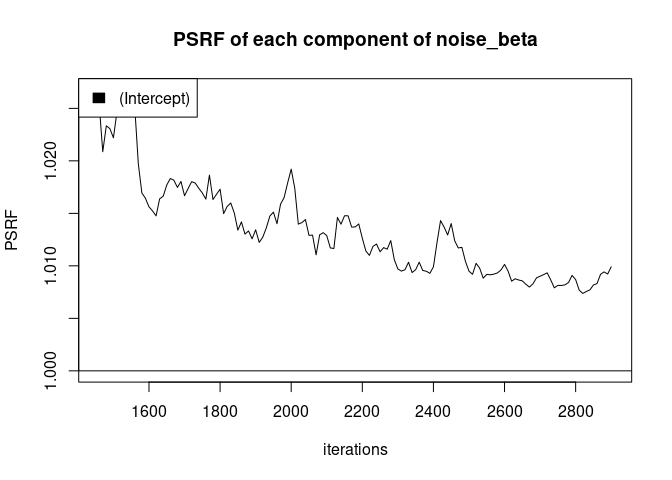 PSRF of each component of noise_beta
(Intercept)
PSRF
1.020
1.010
1.000
1600 1800 2000 2200 2400 2600 2800
iterations